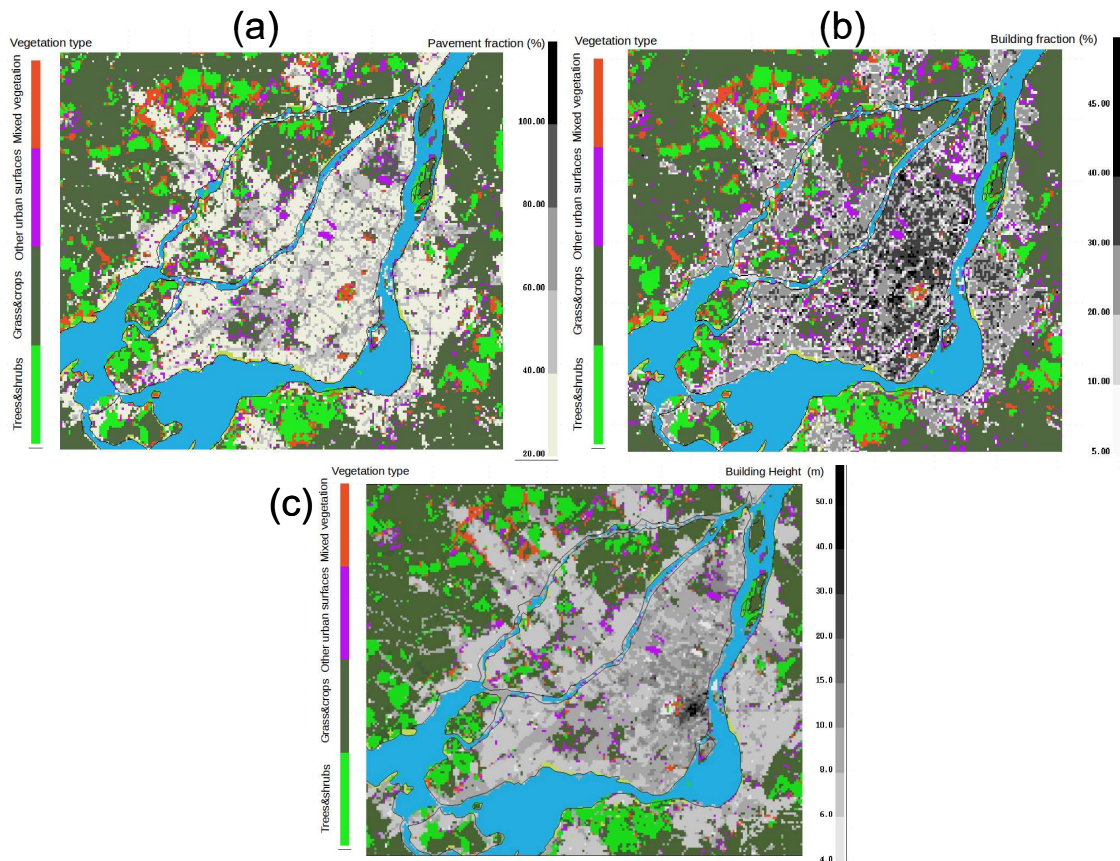 (a)
Vegetation type
Pavement fraction (%)
Mixed vegetation
Other urban surfaces
Grass&crops
Trees&shrubs
100.00
80.00
60.00
40.00
20.00
(b)
Vegetation type
Building fraction (%)
Mixed vegetation
Other urban surfaces
Grass&crops
Trees&shrubs
45.00
40.00
30.00
20.00
10.00
5.00
(c)
Vegetation type
Building Height (m)
Mixed vegetation
Other urban surfaces
Grass&crops
Trees&shrubs
50.0
40.0
30.0
20.0
15.0
10.0
8.0
6.0
4.0